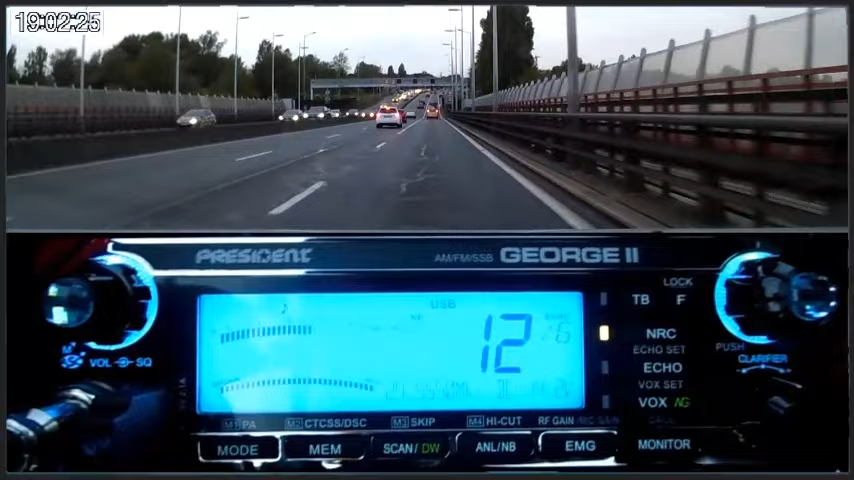 19:02:25
PRESIDENT AM/FM/SSB GEORGE II
LOCK
TB F
USB
12
NRC
ECHO SET
ECHO
VOX SET
VOX AG
PUSH
CLARIFIER
VOL SQ
M1 PA M2 CTCSS/DSC M3 SKIP M4 HI-CUT RF GAIN
MODE MEM SCAN/DW ANL/NB EMG MONITOR